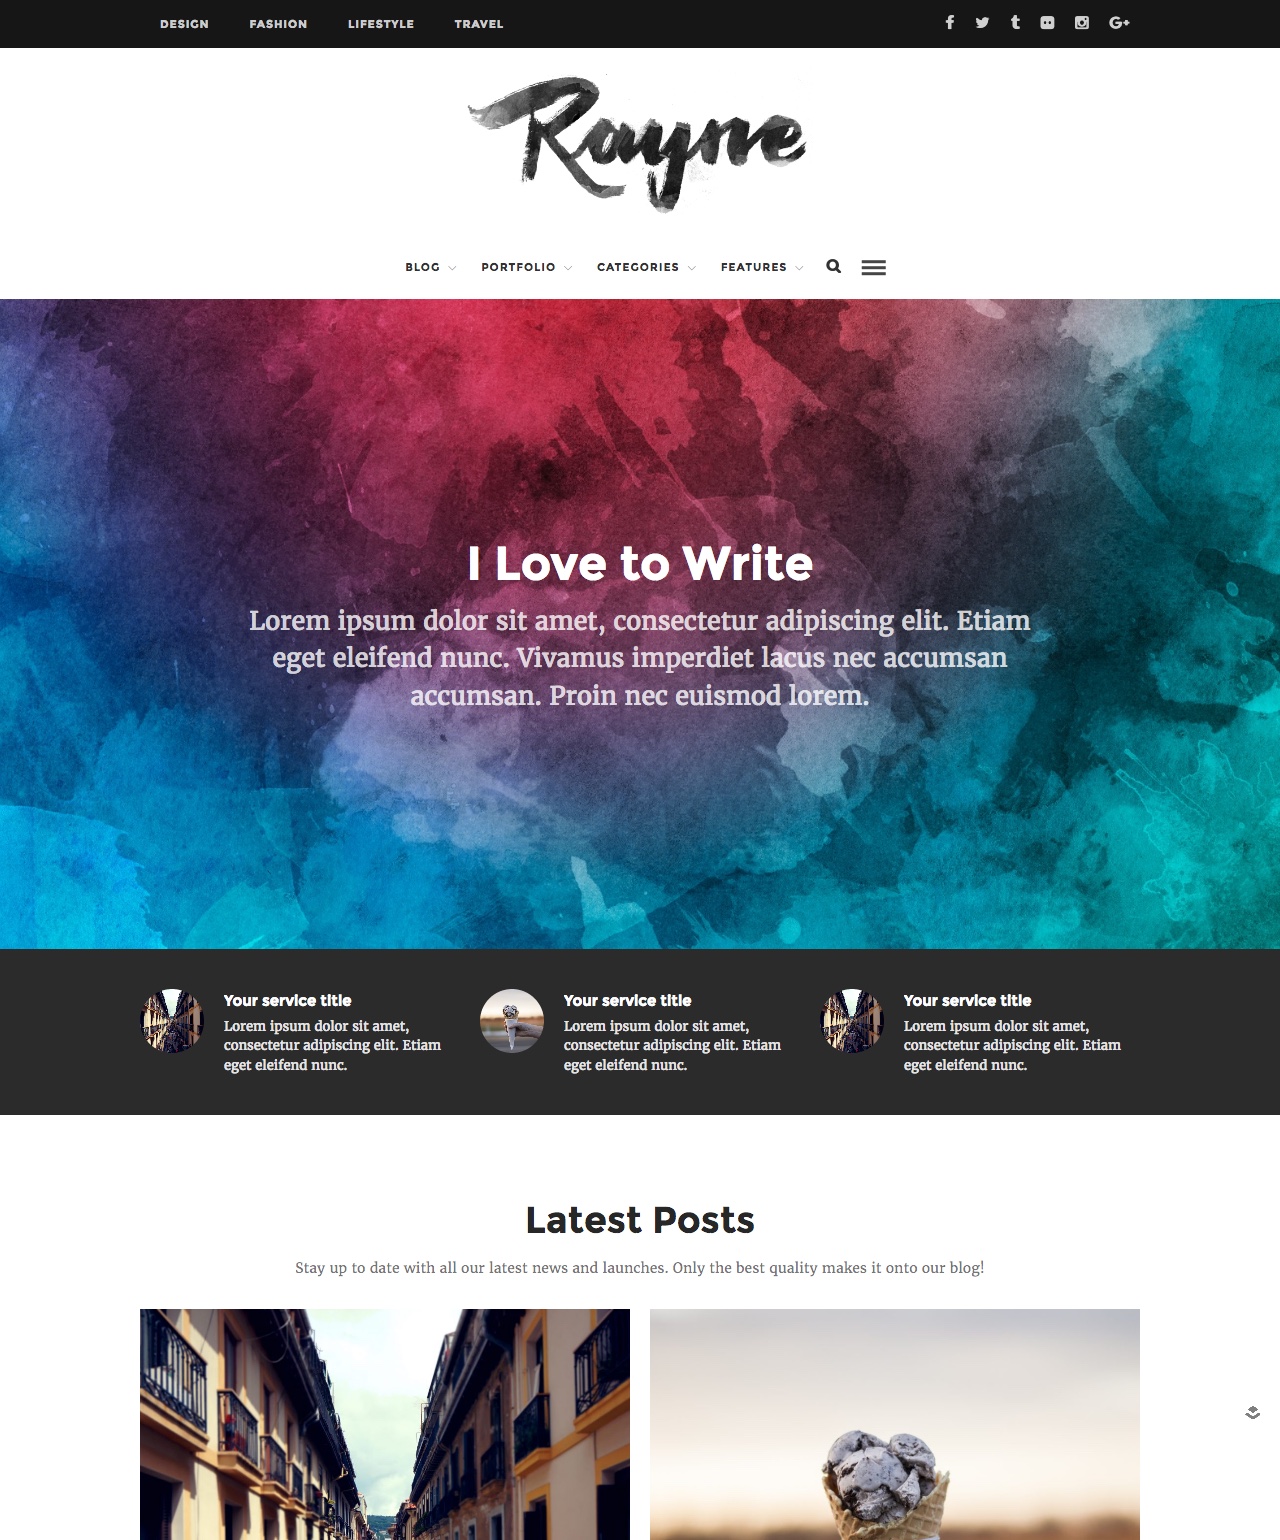 DESIGN FASHION LIFESTYLE TRAVEL
Rayne
BLOG PORTFOLIO CATEGORIES FEATURES
I Love to Write
Lorem ipsum dolor sit amet, consectetur adipiscing elit. Etiam
eget eleifend nunc. Vivamus imperdiet lacus nec accumsan
accumsan. Proin nec euismod lorem.
Your service title
Lorem ipsum dolor sit amet,
consectetur adipiscing elit. Etiam
eget eleifend nunc.
Your service title
Lorem ipsum dolor sit amet,
consectetur adipiscing elit. Etiam
eget eleifend nunc.
Your service title
Lorem ipsum dolor sit amet,
consectetur adipiscing elit. Etiam
eget eleifend nunc.
Latest Posts
Stay up to date with all our latest news and launches. Only the best quality makes it onto our blog!